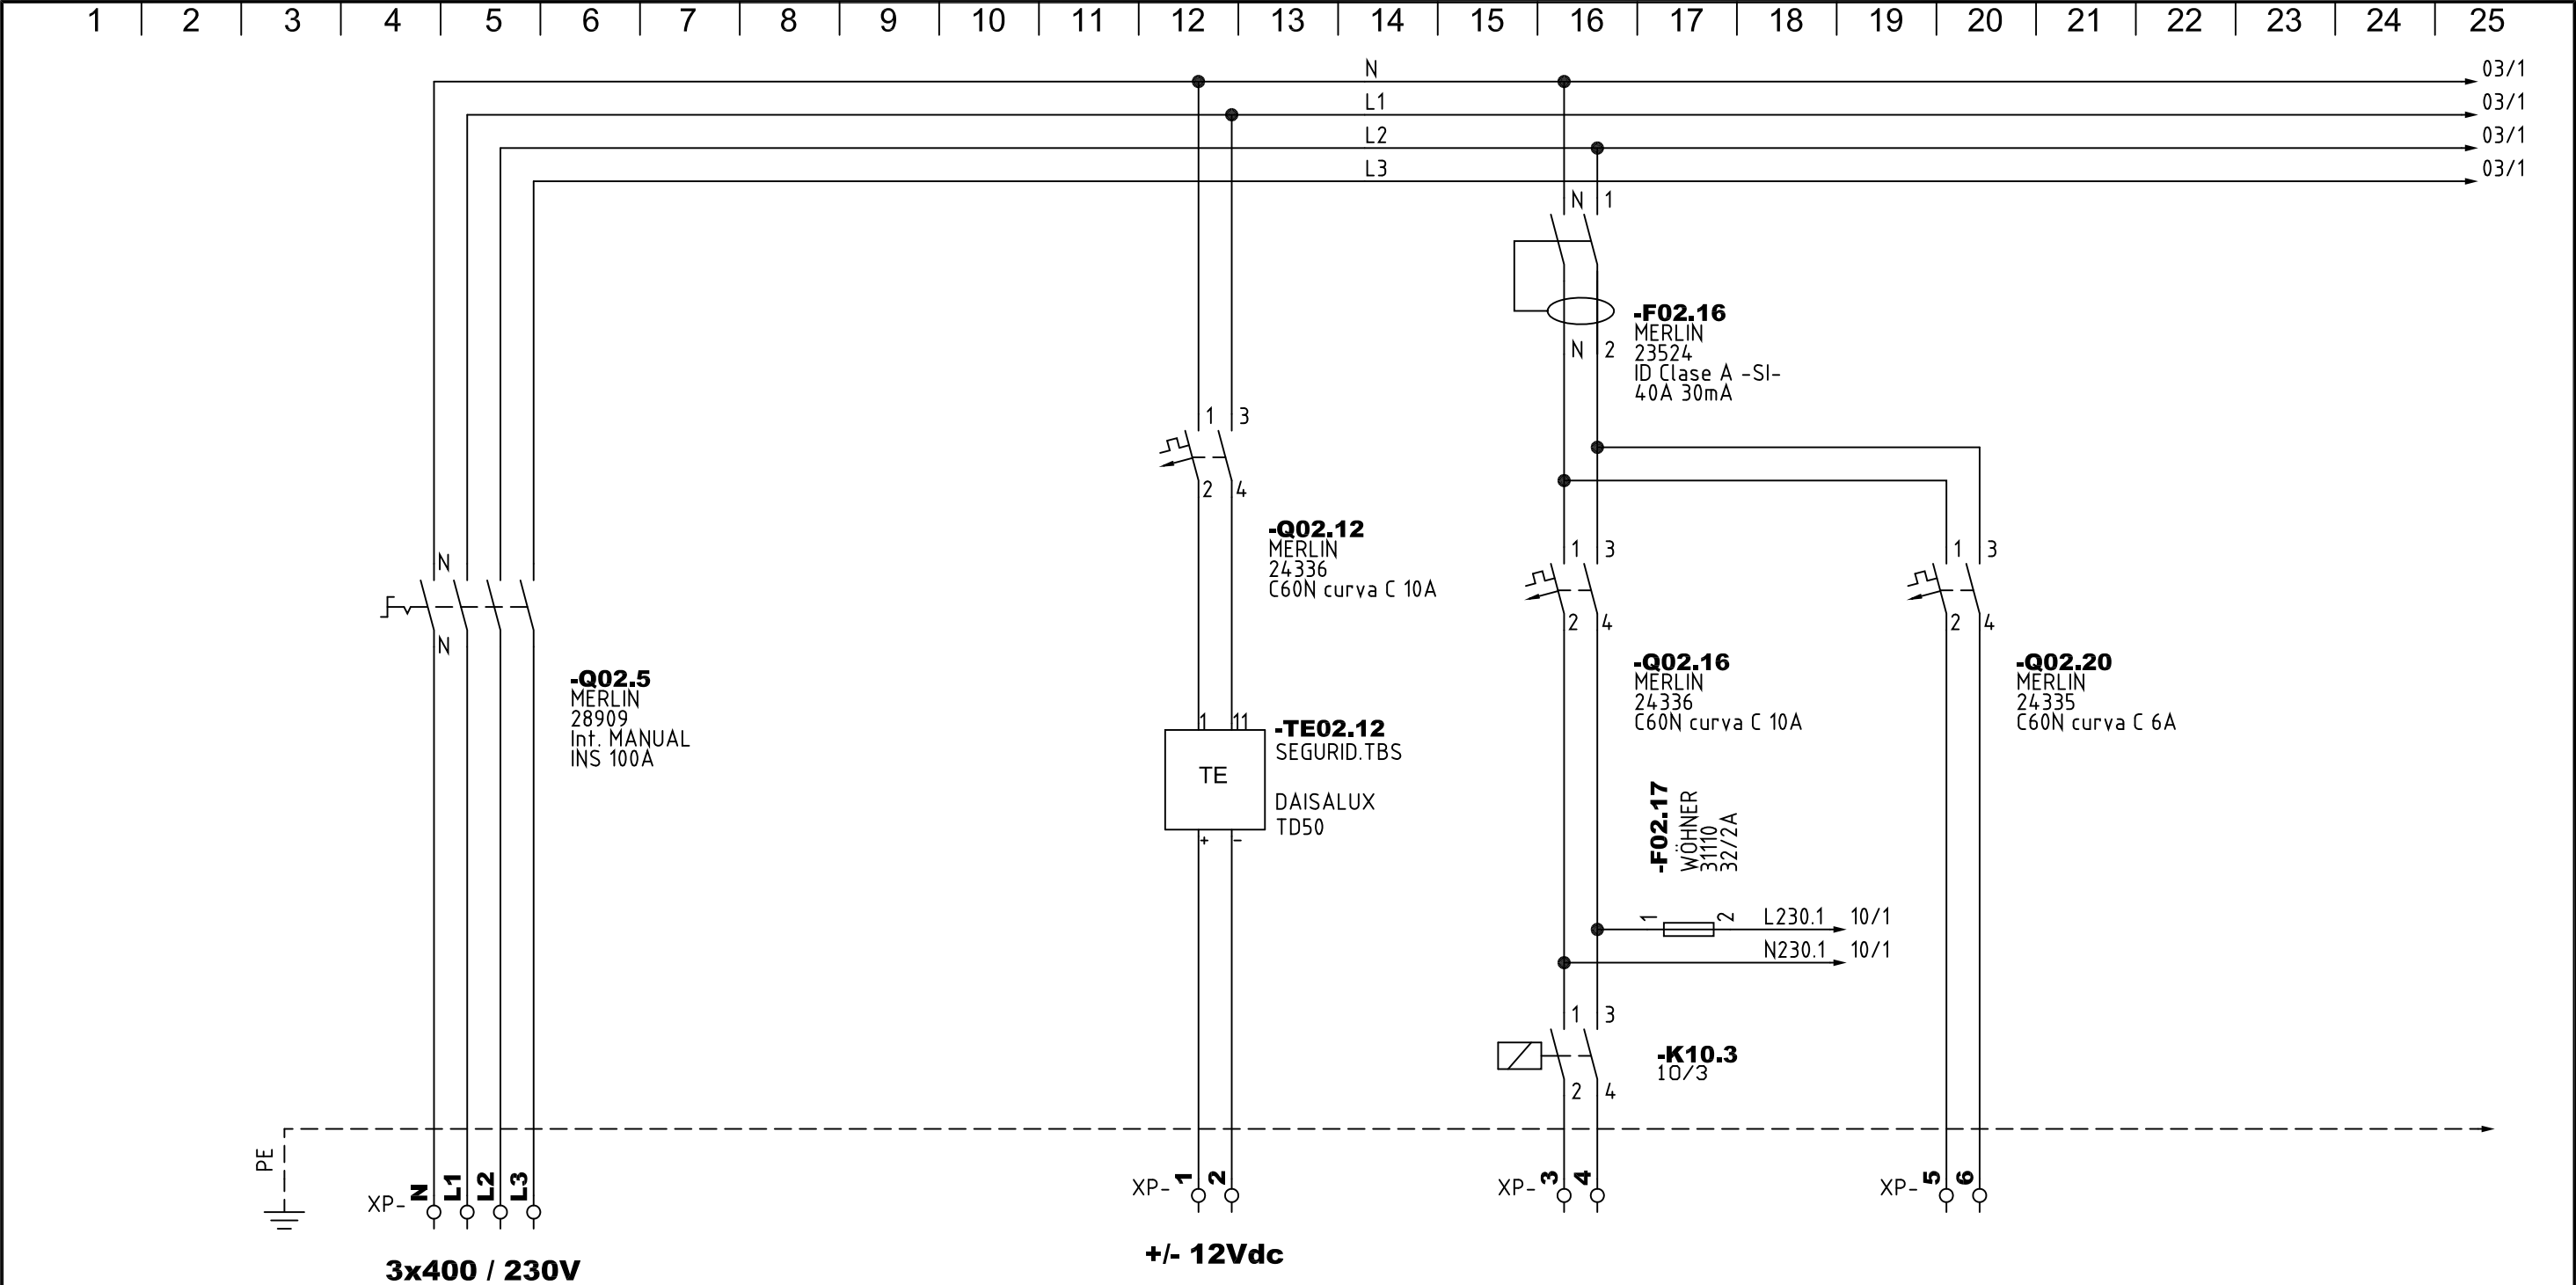 1 2 3 4 5 6 7 8 9 10 11 12 13 14 15 16 17 18 19 20 21 22 23 24 25
N 03/1
L1 03/1
L2 03/1
L3 03/1
N 1
-F02.16
MERLIN
23524
ID Clase A -SI-
40A 30mA
N 2
1 3
2 4
-Q02.12
MERLIN
24336
C60N curva C 10A
N
N
-Q02.5
MERLIN
28909
Int. MANUAL
INS 100A
1 3
2 4
-Q02.16
MERLIN
24336
C60N curva C 10A
1 3
2 4
-Q02.20
MERLIN
24335
C60N curva C 6A
1 11
TE
+ -
-TE02.12
SEGURID.TBS
DAISALUX
TD50
-F02.17
WÖHNER
31110
32/2A
1 2
L230.1 10/1
N230.1 10/1
1 3
-K10.3
10/3
2 4
PE
XP- N L1 L2 L3
XP- 1 2
XP- 3 4
XP- 5 6
3x400 / 230V
+/- 12Vdc